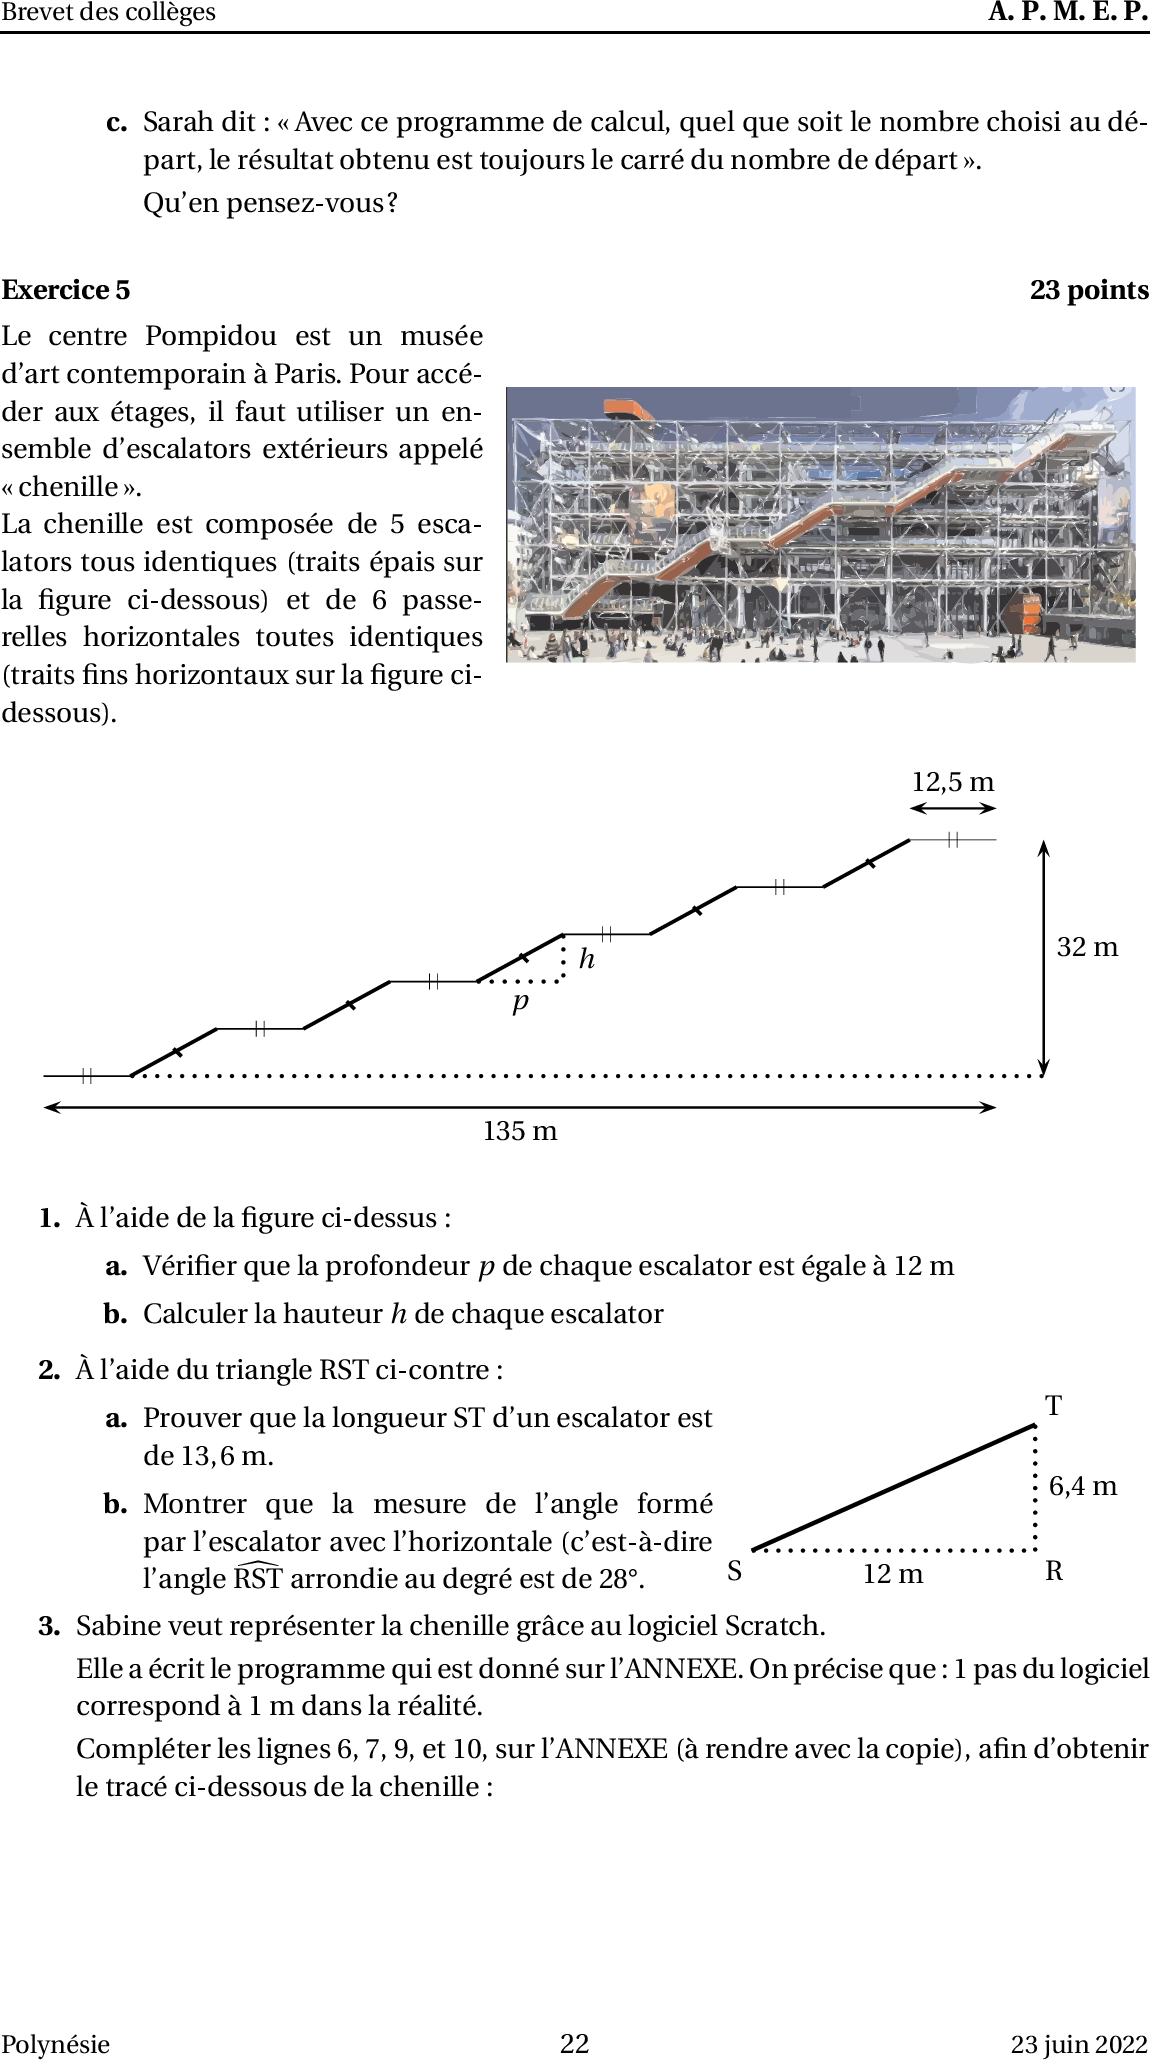 Brevet des collèges A. P. M. E. P.
c. Sarah dit : « Avec ce programme de calcul, quel que soit le nombre choisi au dé-
part, le résultat obtenu est toujours le carré du nombre de départ ».
Qu’en pensez-vous ?
Exercice 5 23 points
Le centre Pompidou est un musée
d’art contemporain à Paris. Pour accé-
der aux étages, il faut utiliser un en-
semble d’escalators extérieurs appelé
« chenille ».
La chenille est composée de 5 esca-
lators tous identiques (traits épais sur
la figure ci-dessous) et de 6 passe-
relles horizontales toutes identiques
(traits fins horizontaux sur la figure ci-
dessous).
12,5 m
32 m
h
p
135 m
1. À l’aide de la figure ci-dessus :
a. Vérifier que la profondeur p de chaque escalator est égale à 12 m
b. Calculer la hauteur h de chaque escalator
2. À l’aide du triangle RST ci-contre :
a. Prouver que la longueur ST d’un escalator est
de 13,6 m.
b. Montrer que la mesure de l’angle formé
par l’escalator avec l’horizontale (c’est-à-dire
l’angle R͡ST arrondie au degré est de 28°.
T
6,4 m
S
12 m
R
3. Sabine veut représenter la chenille grâce au logiciel Scratch.
Elle a écrit le programme qui est donné sur l’ANNEXE. On précise que : 1 pas du logiciel
correspond à 1 m dans la réalité.
Compléter les lignes 6, 7, 9, et 10, sur l’ANNEXE (à rendre avec la copie), afin d’obtenir
le tracé ci-dessous de la chenille :
Polynésie 22 23 juin 2022